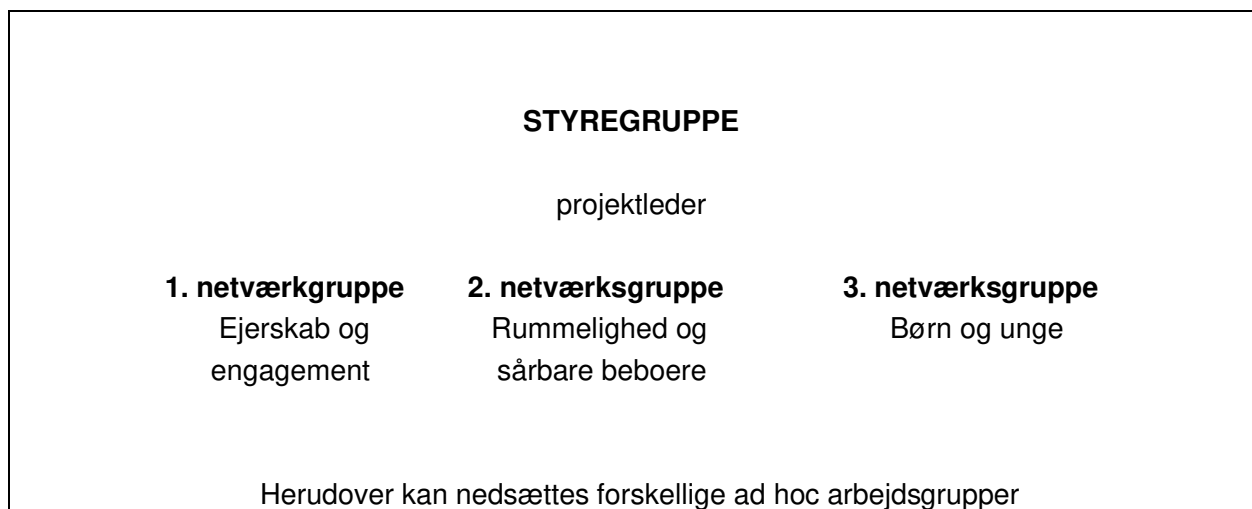 STYREGRUPPE
projektleder
1. netværkgruppe 2. netværksgruppe 3. netværksgruppe
Ejerskab og Rummelighed og Børn og unge
engagement sårbare beboere
Herudover kan nedsættes forskellige ad hoc arbejdsgrupper